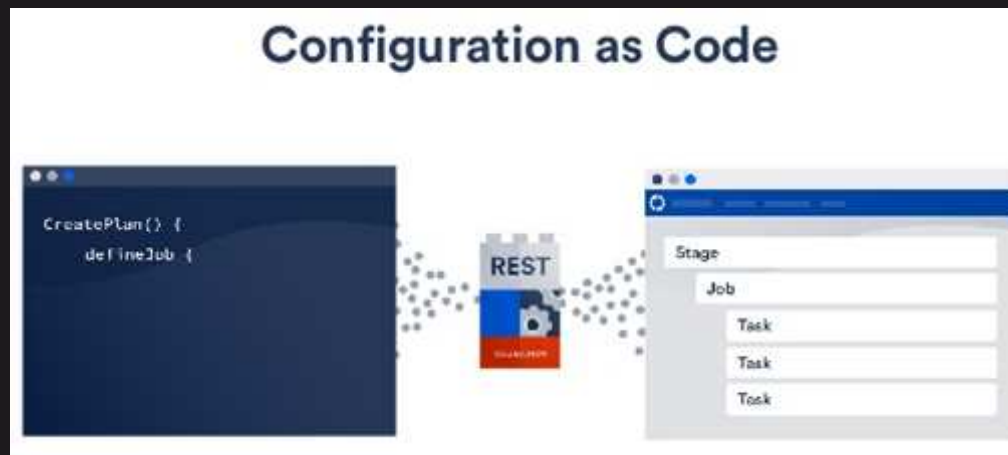 Configuration as Code
CreatePlan() {
defineJob {
REST
Stage
Job
Task
Task
Task